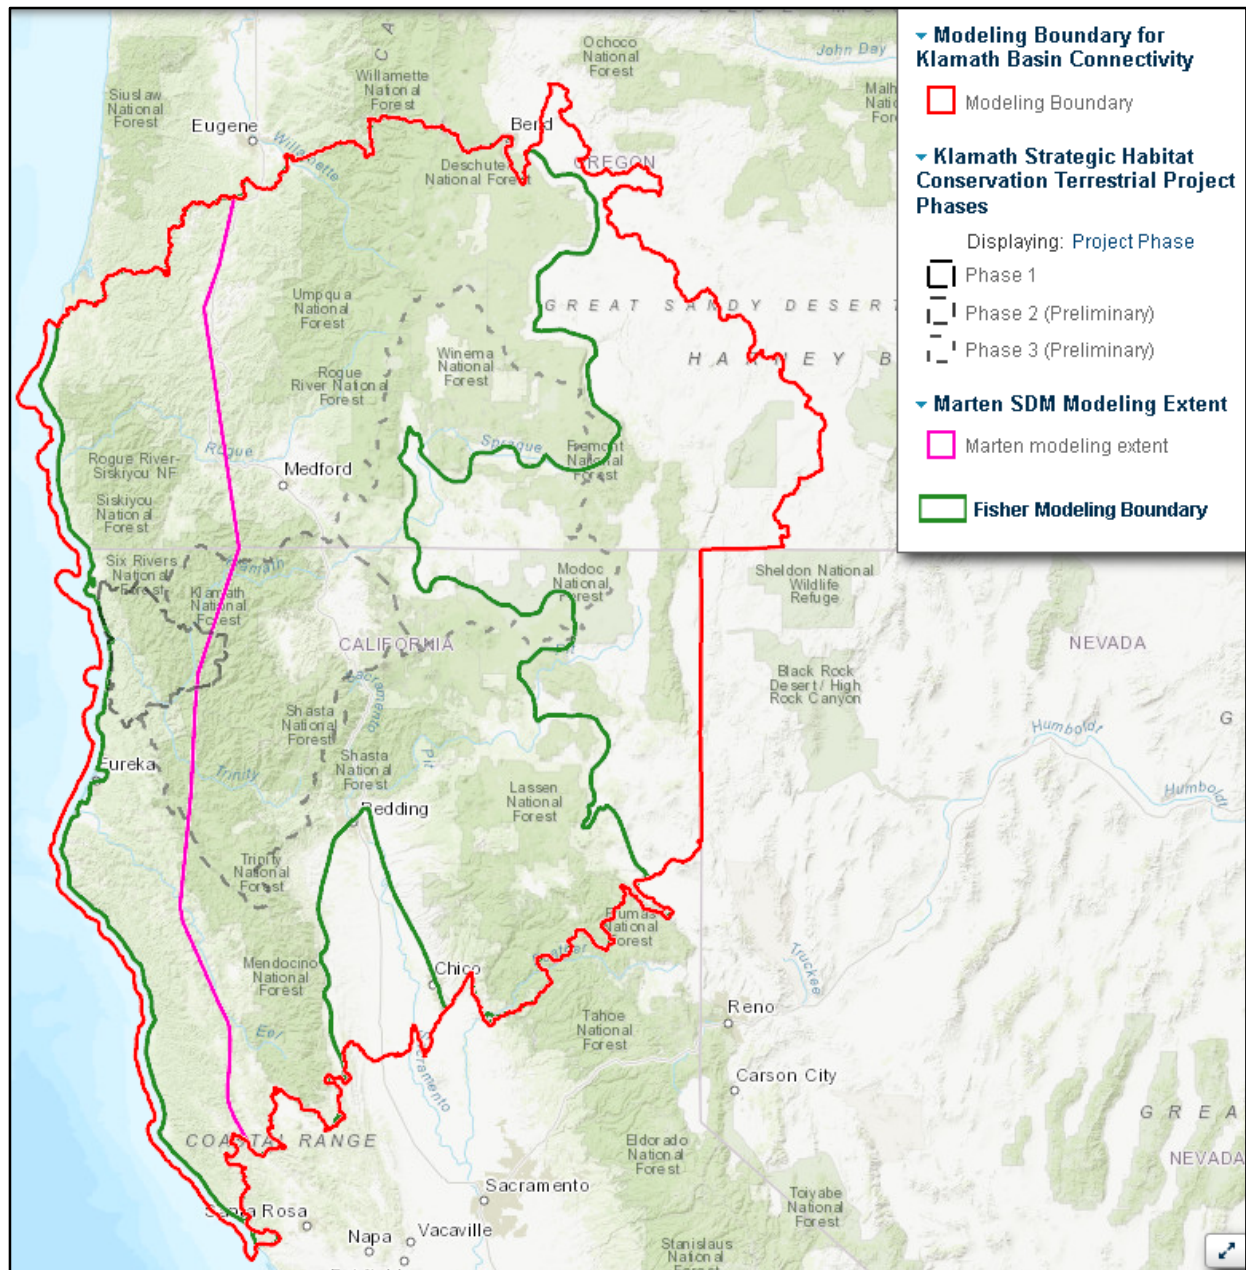 Ochoco
National
Forest
John Day
Willamette
National
Forest
Siuslaw
National
Forest
Eugene
Willamette
Bend
OREGON
Deschute
National Forest
Umpqua
National
Forest
GREAT SANDY DESERT
Winema
National
Forest
HARNEY B
Rogue
River National
Forest
Rogue
Sprague
Fremont
National
Forest
Rogue River-
Siskiyou NF
Medford
Siskiyou
National
Forest
Six Rivers
National
Forest
Klamath
Klamath
National
Forest
Modoc
National
Forest
Sheldon National
Wildlife
Refuge
CALIFORNIA
NEVADA
Black Rock
Desert / High
Rock Canyon
Sacramento
Shasta
National
Forest
Pit
Humboldt
G
Shasta
National
Forest
Eureka
Trinity
Lassen
National
Forest
Humboldt
Redding
Trinity
National
Forest
Plumas
National
Forest
Feather
Truckee
Mendocino
National
Forest
Chico
Reno
Tahoe
National
Forest
Eel
Sacramento
Carson City
COASTAL RANGE
GREA
Eldorado
National
Forest
NEVADA
Sacramento
Toiyabe
National
Forest
Santa Rosa
Napa
Vacaville
Stanislaus
National
Forest
Modeling Boundary for
Klamath Basin Connectivity
Modeling Boundary
Klamath Strategic Habitat
Conservation Terrestrial Project
Phases
Displaying: Project Phase
Phase 1
Phase 2 (Preliminary)
Phase 3 (Preliminary)
Marten SDM Modeling Extent
Marten modeling extent
Fisher Modeling Boundary